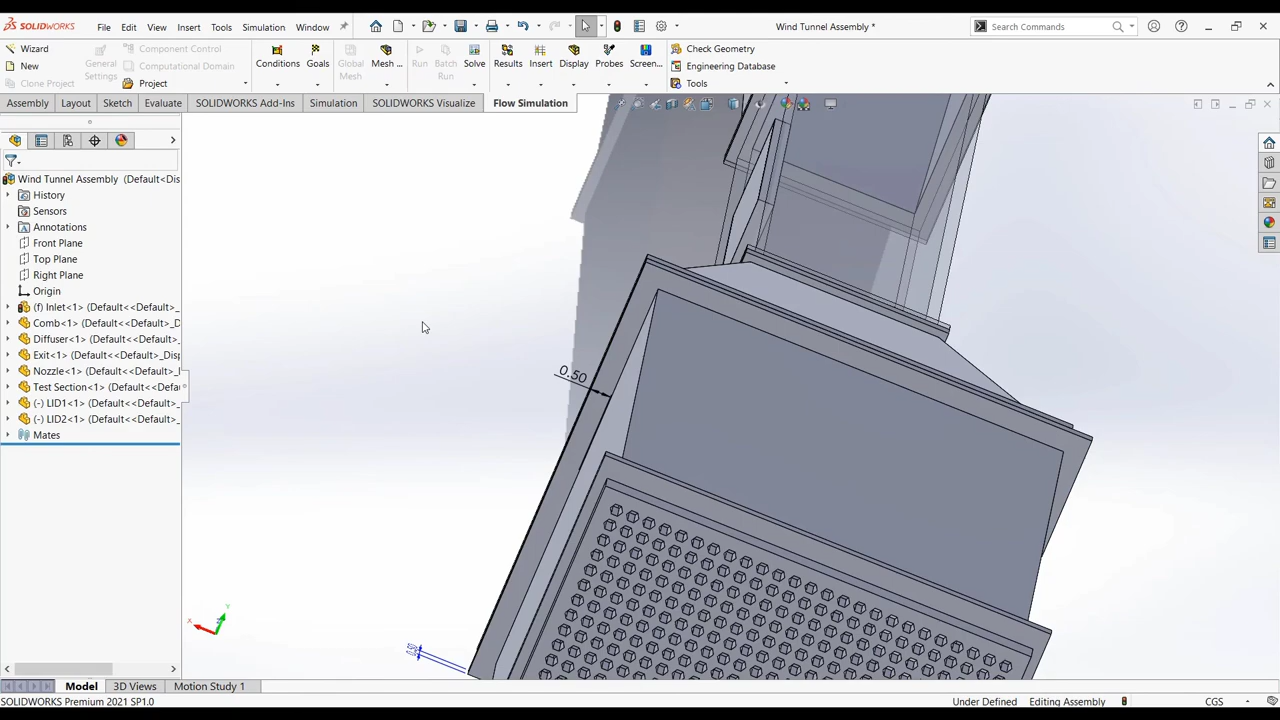 SOLIDWORKS File Edit View Insert Tools Simulation Window Wind Tunnel Assembly * Search Commands
Wizard
New
Clone Project
General Settings
Component Control
Computational Domain
Project
Conditions
Goals
Global Mesh
Mesh ...
Run
Batch Run
Solve
Results
Insert
Display
Probes
Screen...
Check Geometry
Engineering Database
Tools
Assembly Layout Sketch Evaluate SOLIDWORKS Add-Ins Simulation SOLIDWORKS Visualize Flow Simulation
Wind Tunnel Assembly (Default<Dis
History
Sensors
Annotations
Front Plane
Top Plane
Right Plane
Origin
(f) Inlet<1> (Default<<Default>_
Comb<1> (Default<<Default>_D
Diffuser<1> (Default<<Default>_
Exit<1> (Default<<Default>_Disp
Nozzle<1> (Default<<Default>_
Test Section<1> (Default<<Defau
(-) LID1<1> (Default<<Default>_
(-) LID2<1> (Default<<Default>_
Mates
0.50
0.50
Y
X
Model 3D Views Motion Study 1
SOLIDWORKS Premium 2021 SP1.0 Under Defined Editing Assembly CGS